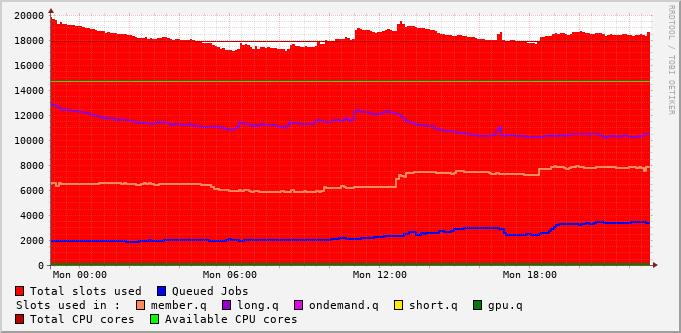 20000
18000
16000
14000
12000
10000
8000
6000
4000
2000
0
Mon 00:00 Mon 06:00 Mon 12:00 Mon 18:00
RRDTOOL / TOBI OETIKER
Total slots used Queued Jobs
Slots used in : member.q long.q ondemand.q short.q gpu.q
Total CPU cores Available CPU cores